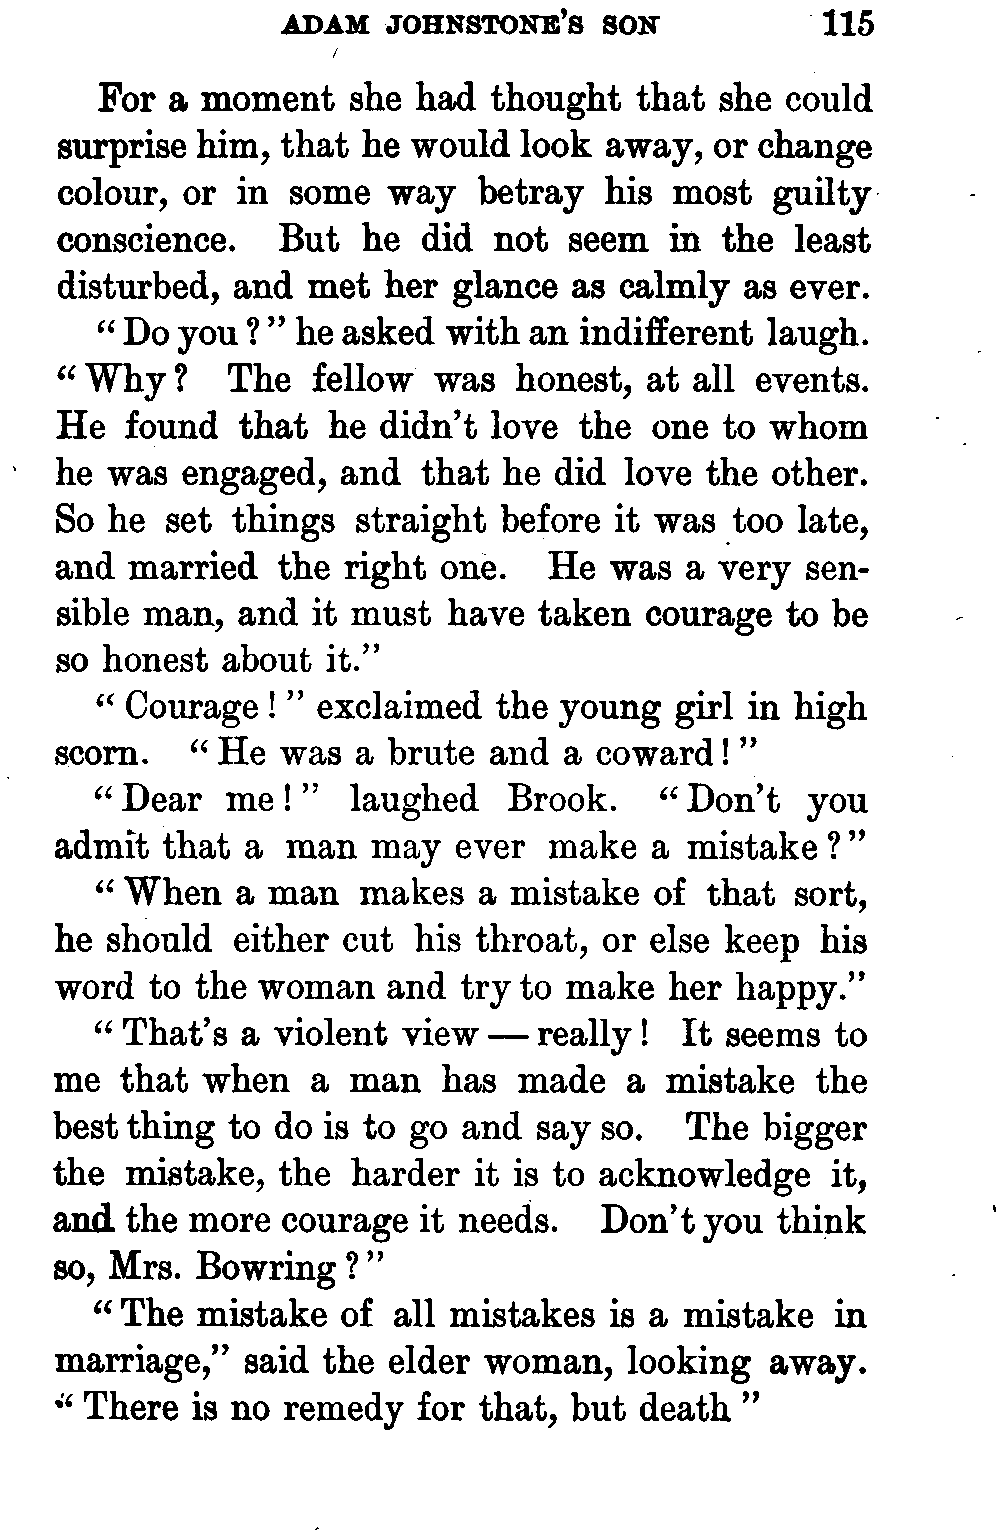 ADAM JOHNSTONE'S SON 115
For a moment she had thought that she could
surprise him, that he would look away, or change
colour, or in some way betray his most guilty
conscience. But he did not seem in the least
disturbed, and met her glance as calmly as ever.
"Do you?" he asked with an indifferent laugh.
"Why? The fellow was honest, at all events.
He found that he didn't love the one to whom
he was engaged, and that he did love the other.
So he set things straight before it was too late,
and married the right one. He was a very sen-
sible man, and it must have taken courage to be
so honest about it."
"Courage!" exclaimed the young girl in high
scorn. "He was a brute and a coward!"
"Dear me!" laughed Brook. "Don't you
admit that a man may ever make a mistake?"
"When a man makes a mistake of that sort,
he should either cut his throat, or else keep his
word to the woman and try to make her happy."
"That's a violent view — really! It seems to
me that when a man has made a mistake the
best thing to do is to go and say so. The bigger
the mistake, the harder it is to acknowledge it,
and the more courage it needs. Don't you think
so, Mrs. Bowring?"
"The mistake of all mistakes is a mistake in
marriage," said the elder woman, looking away.
"There is no remedy for that, but death"